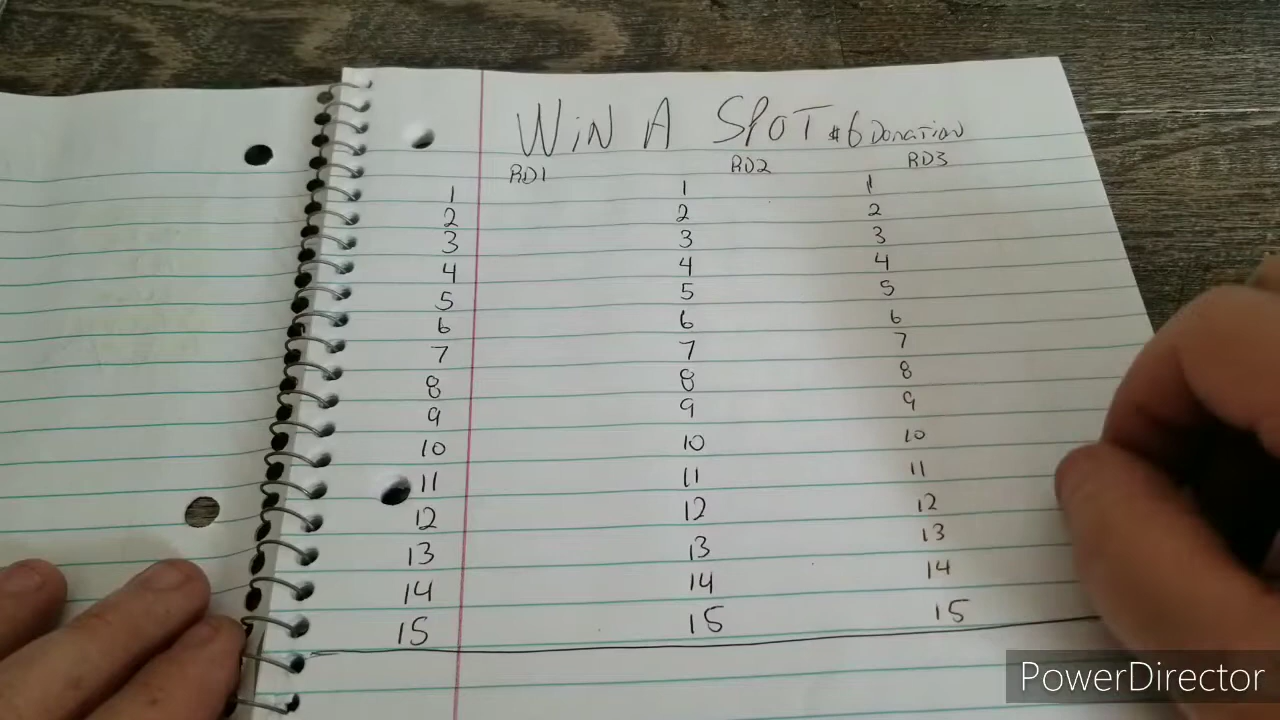 WiN A SPOT $6 Donation
RD1 RD2 RD3
1 1 1
2 2 2
3 3 3
4 4 4
5 5 5
6 6 6
7 7 7
8 8 8
9 9 9
10 10 10
11 11 11
12 12 12
13 13 13
14 14 14
15 15 15
PowerDirector